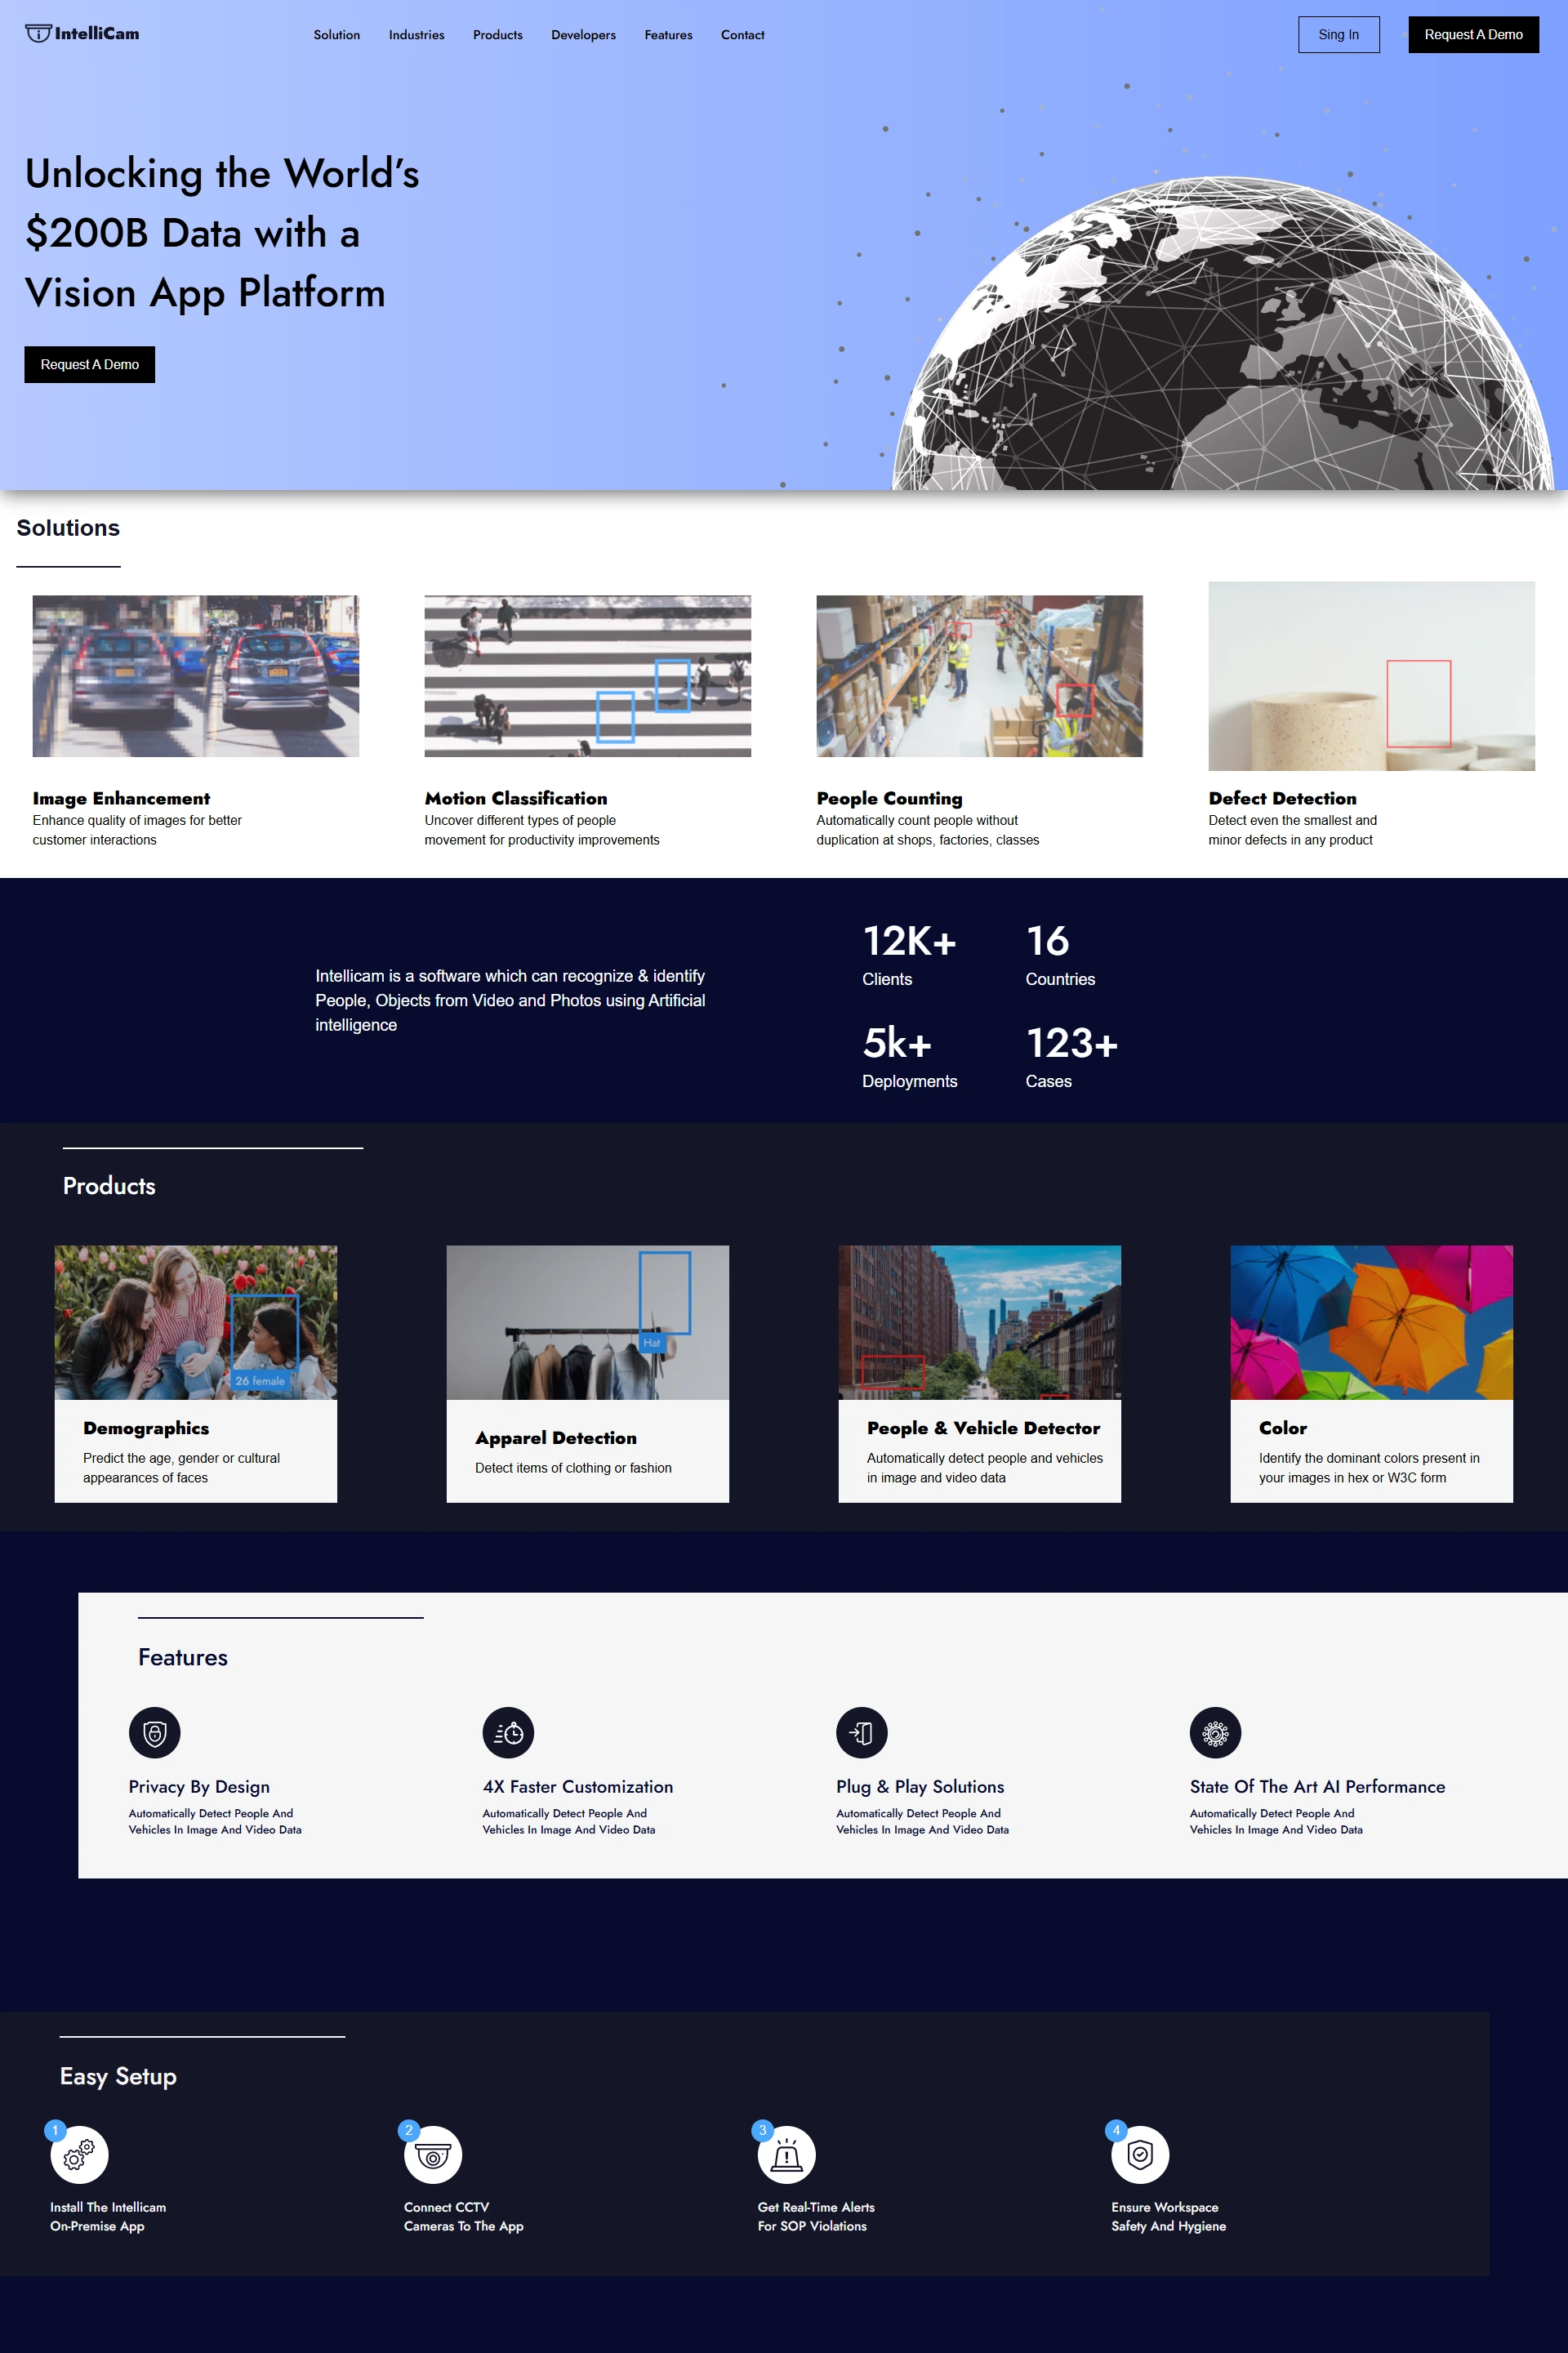 IntelliCam
Solution Industries Products Developers Features Contact
Sing In
Request A Demo
Unlocking the World's
$200B Data with a
Vision App Platform
Request A Demo
Solutions
Image Enhancement
Enhance quality of images for better
customer interactions
Motion Classification
Uncover different types of people
movement for productivity improvements
People Counting
Automatically count people without
duplication at shops, factories, classes
Defect Detection
Detect even the smallest and
minor defects in any product
Intellicam is a software which can recognize & identify
People, Objects from Video and Photos using Artificial
intelligence
12K+
Clients
16
Countries
5k+
Deployments
123+
Cases
Products
26 female
Demographics
Predict the age, gender or cultural
appearances of faces
Hat
Apparel Detection
Detect items of clothing or fashion
People & Vehicle Detector
Automatically detect people and vehicles
in image and video data
Color
Identify the dominant colors present in
your images in hex or W3C form
Features
Privacy By Design
Automatically Detect People And
Vehicles In Image And Video Data
4X Faster Customization
Automatically Detect People And
Vehicles In Image And Video Data
Plug & Play Solutions
Automatically Detect People And
Vehicles In Image And Video Data
State Of The Art AI Performance
Automatically Detect People And
Vehicles In Image And Video Data
Easy Setup
1
Install The Intellicam
On-Premise App
2
Connect CCTV
Cameras To The App
3
Get Real-Time Alerts
For SOP Violations
4
Ensure Workspace
Safety And Hygiene